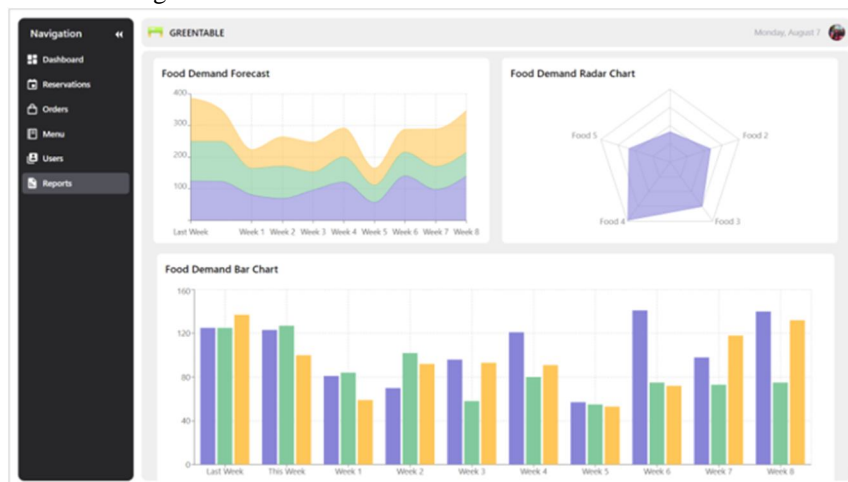 Navigation
GREENTABLE
Monday, August 7
Dashboard
Reservations
Orders
Menu
Users
Reports
Food Demand Forecast
400
300
200
100
Last Week Week 1 Week 2 Week 3 Week 4 Week 5 Week 6 Week 7 Week 8
Food Demand Radar Chart
Food 5
Food 2
Food 4
Food 3
Food Demand Bar Chart
160
120
80
40
0
Last Week This Week Week 1 Week 2 Week 3 Week 4 Week 5 Week 6 Week 7 Week 8